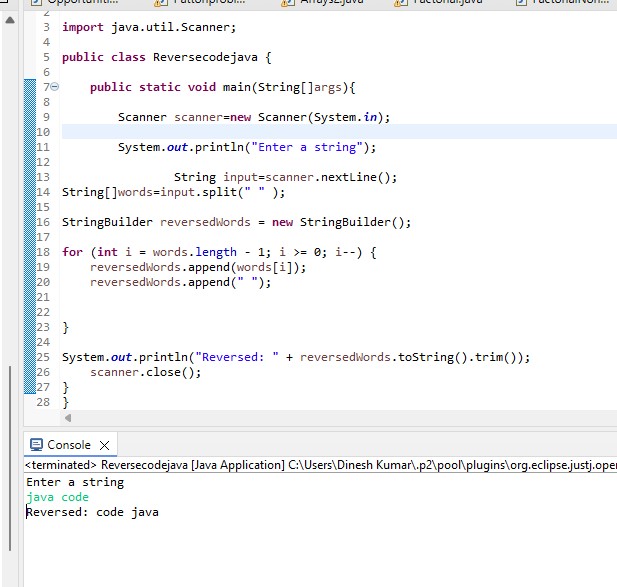 Opportuniti... Pattonprobl... Arrays2.java Factorial.java FactorialNon...
2
3 import java.util.Scanner;
4
5 public class Reversecodejava {
6
7 public static void main(String[]args){
8
9 Scanner scanner=new Scanner(System.in);
10
11 System.out.println("Enter a string");
12
13 String input=scanner.nextLine();
14 String[]words=input.split(" " );
15
16 StringBuilder reversedWords = new StringBuilder();
17
18 for (int i = words.length - 1; i >= 0; i--) {
19 reversedWords.append(words[i]);
20 reversedWords.append(" ");
21
22
23 }
24
25 System.out.println("Reversed: " + reversedWords.toString().trim());
26 scanner.close();
27 }
28 }
Console
<terminated> Reversecodejava [Java Application] C:\Users\Dinesh Kumar\.p2\pool\plugins\org.eclipse.justj.ope
Enter a string
java code
Reversed: code java